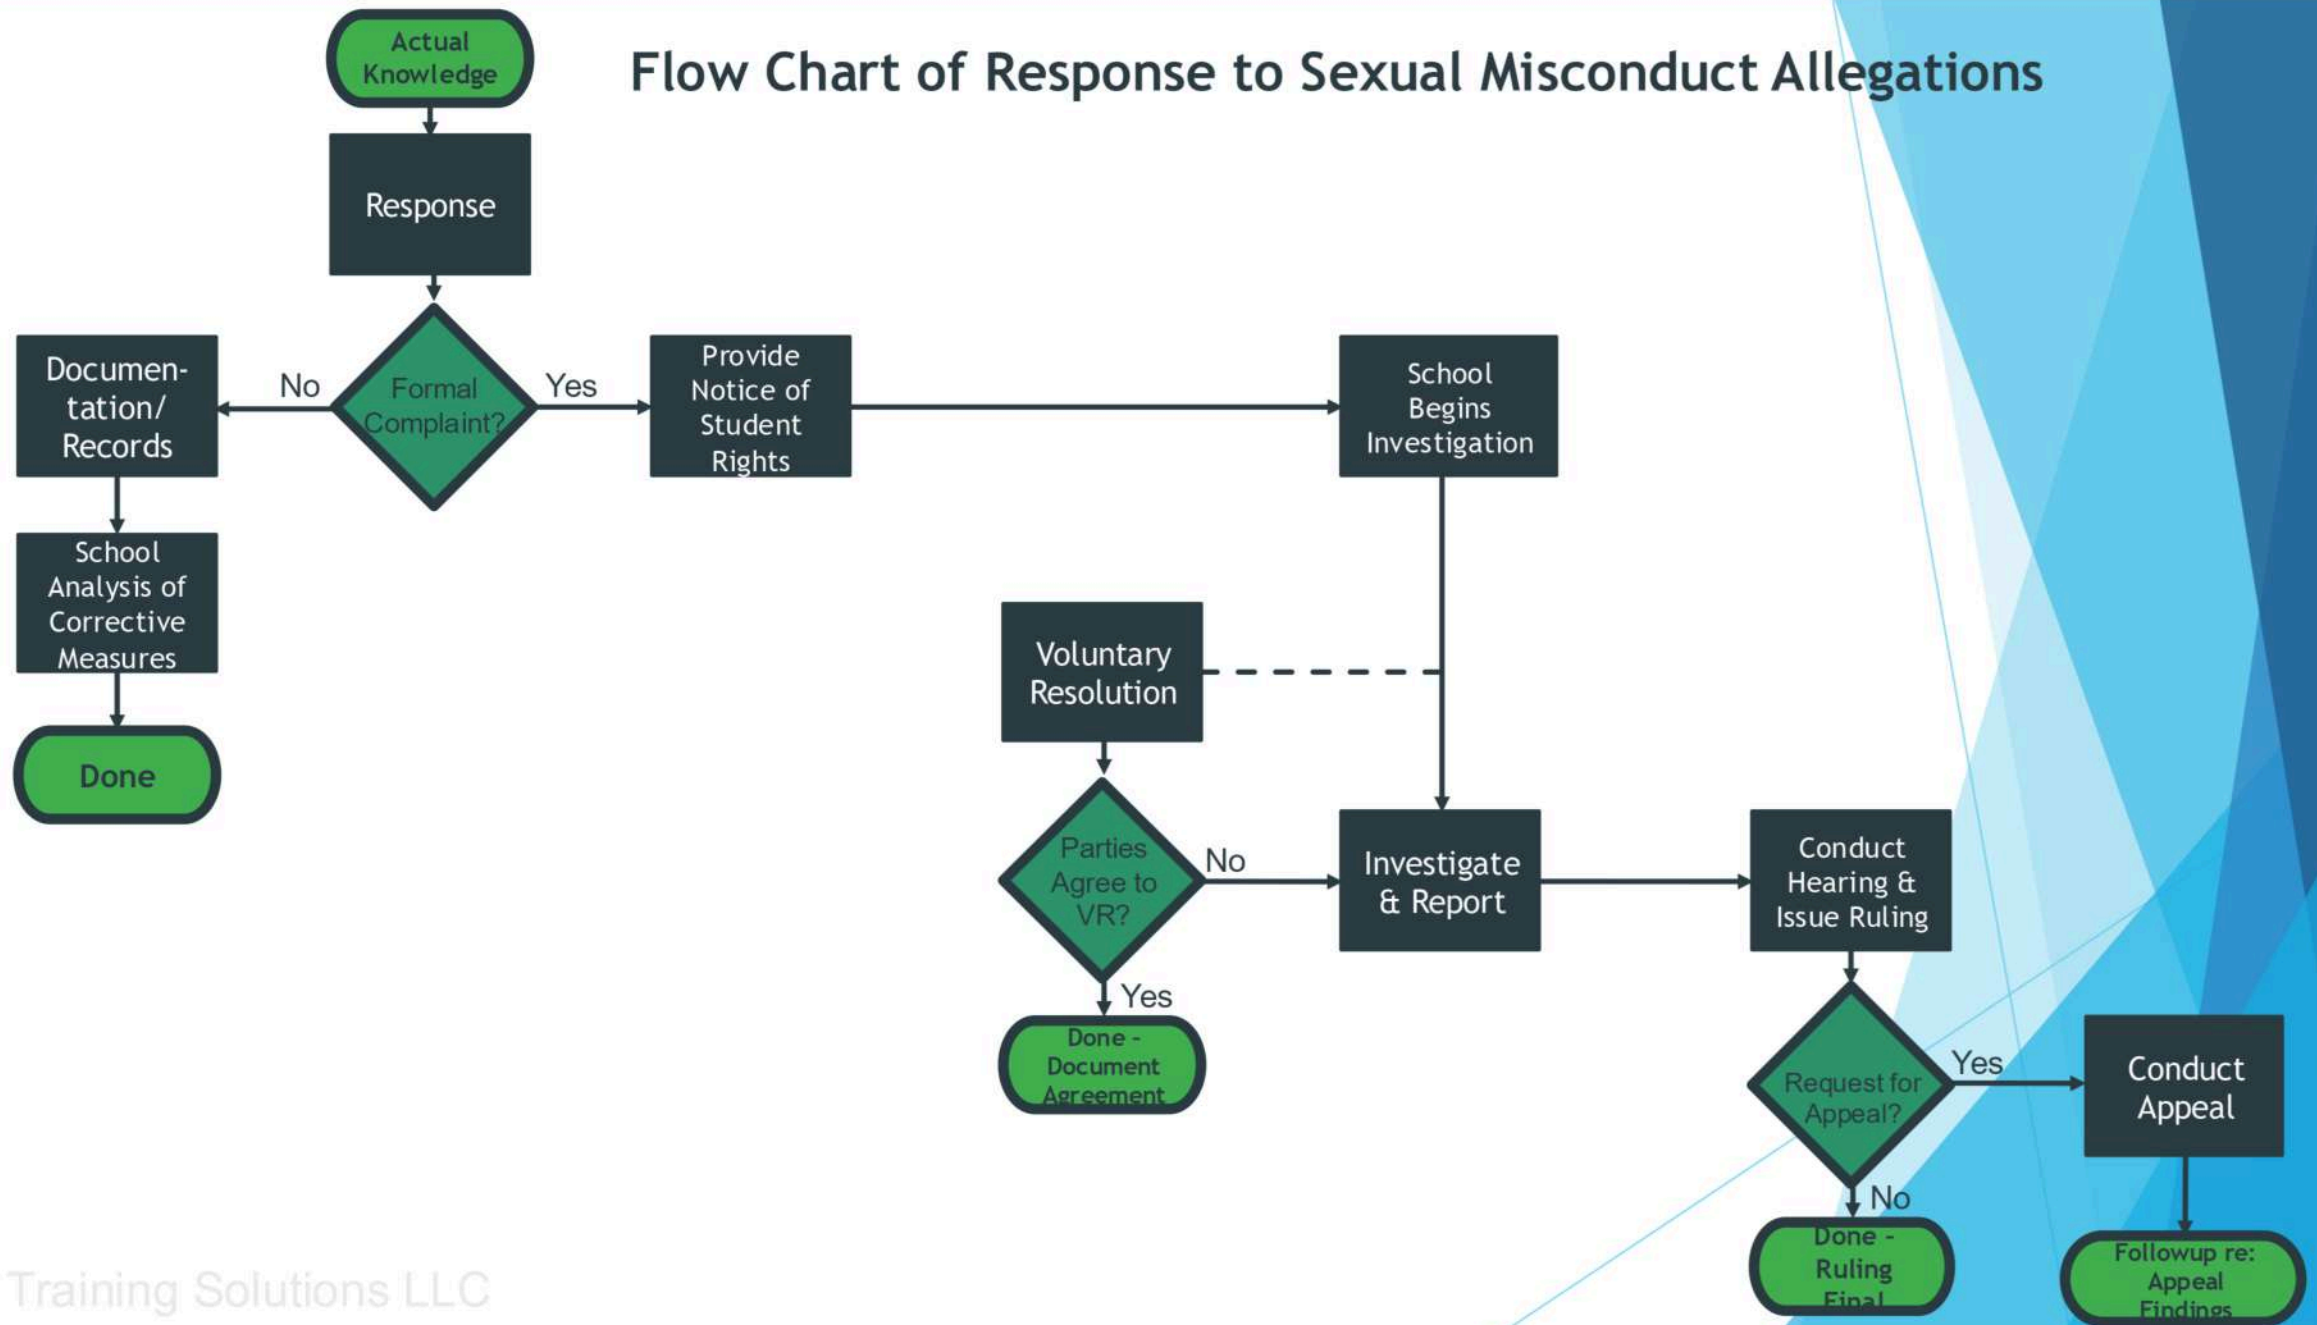 Flow Chart of Response to Sexual Misconduct Allegations
Actual
Knowledge
Response
Formal
Complaint?
No
Yes
Documen-
tation/
Records
School
Analysis of
Corrective
Measures
Done
Provide
Notice of
Student
Rights
School
Begins
Investigation
Voluntary
Resolution
Parties
Agree to
VR?
No
Yes
Done -
Document
Agreement
Investigate
& Report
Conduct
Hearing &
Issue Ruling
Request for
Appeal?
Yes
No
Conduct
Appeal
Done -
Ruling
Final
Followup re:
Appeal
Findings
Training Solutions LLC